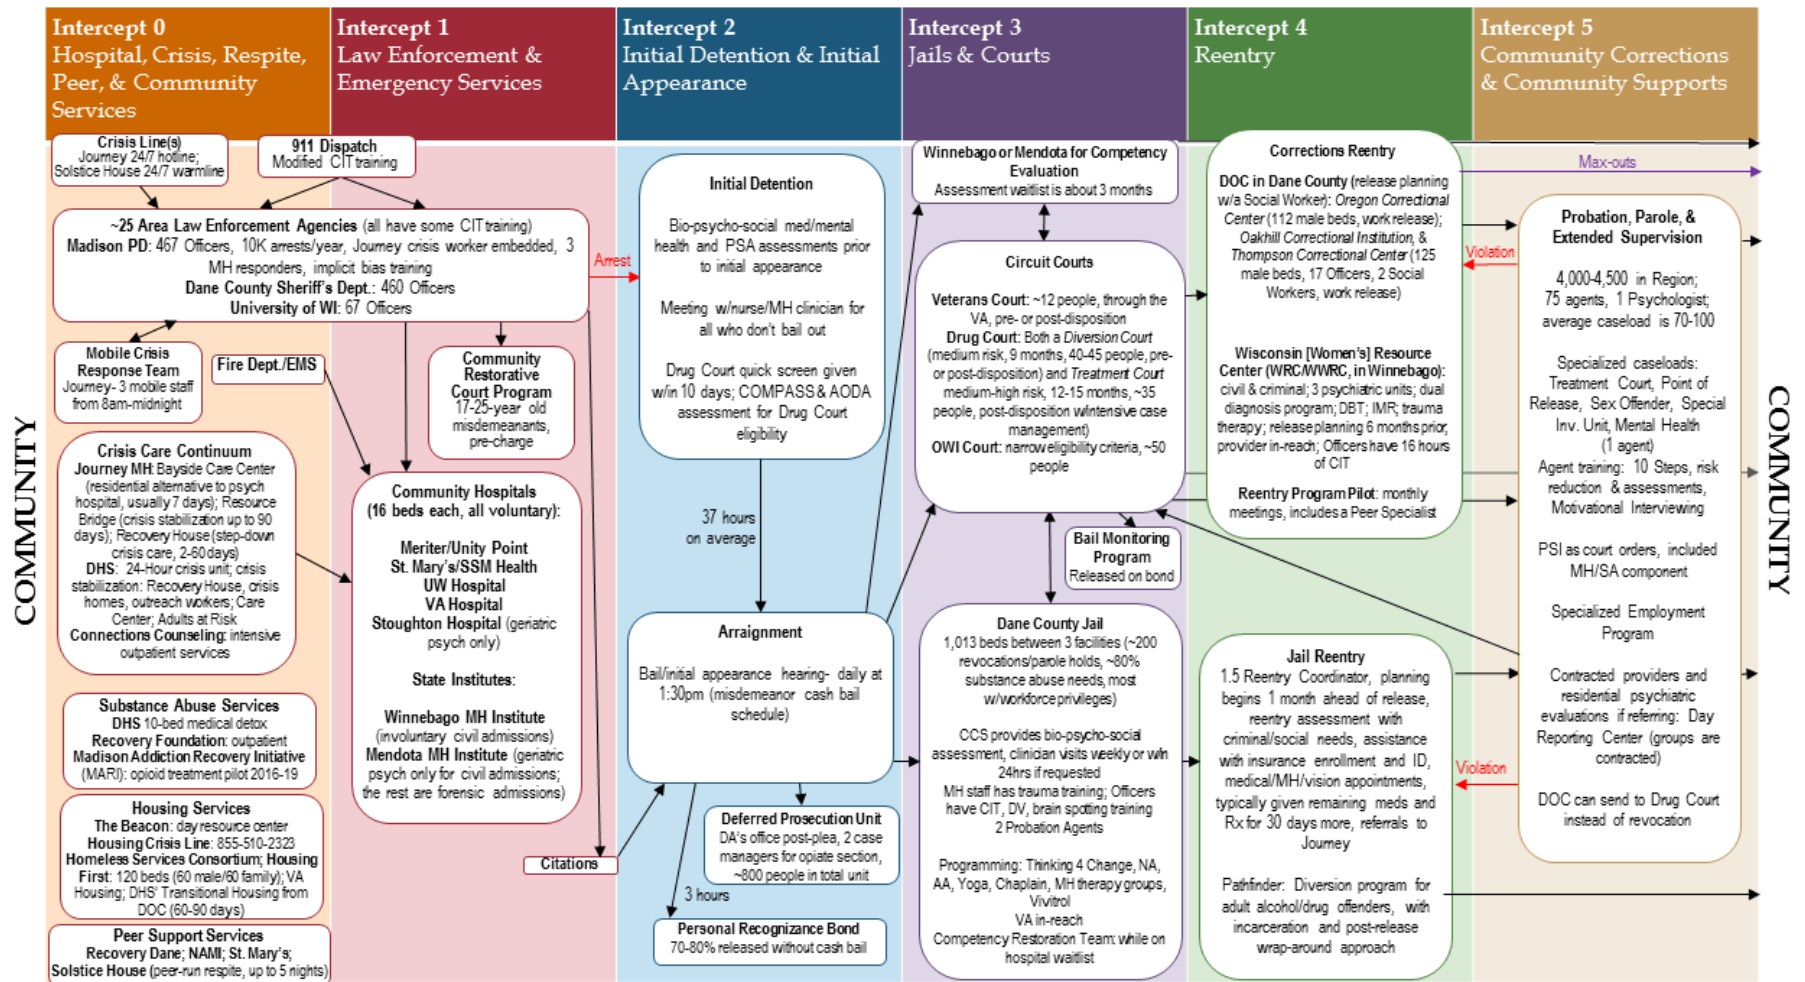 Intercept 0
Hospital, Crisis, Respite,
Peer, & Community
Services
Intercept 1
Law Enforcement &
Emergency Services
Intercept 2
Initial Detention & Initial
Appearance
Intercept 3
Jails & Courts
Intercept 4
Reentry
Intercept 5
Community Corrections
& Community Supports
COMMUNITY
Crisis Line(s)
Journey 24/7 hotline;
Solstice House 24/7 warmline
911 Dispatch
Modified CIT training
~25 Area Law Enforcement Agencies (all have some CIT training)
Madison PD: 467 Officers, 10K arrests/year, Journey crisis worker embedded, 3
MH responders, implicit bias training
Dane County Sheriff's Dept.: 460 Officers
University of WI: 67 Officers
Arrest
Mobile Crisis
Response Team
Journey- 3 mobile staff
from 8am-midnight
Fire Dept./EMS
Community
Restorative
Court Program
17-25-year old
misdemeanants,
pre-charge
Crisis Care Continuum
Journey MH: Bayside Care Center
(residential alternative to psych
hospital, usually 7 days); Resource
Bridge (crisis stabilization up to 90
days); Recovery House (step-down
crisis care, 2-60 days)
DHS: 24-Hour crisis unit; crisis
stabilization: Recovery House, crisis
homes, outreach workers; Care
Center; Adults at Risk
Connections Counseling: intensive
outpatient services
Community Hospitals
(16 beds each, all voluntary):
Meriter/Unity Point
St. Mary's/SSM Health
UW Hospital
VA Hospital
Stoughton Hospital (geriatric
psych only)
State Institutes:
Winnebago MH Institute
(involuntary civil admissions)
Mendota MH Institute (geriatric
psych only for civil admissions;
the rest are forensic admissions)
Substance Abuse Services
DHS 10-bed medical detox
Recovery Foundation: outpatient
Madison Addiction Recovery Initiative
(MARI): opioid treatment pilot 2016-19
Housing Services
The Beacon: day resource center
Housing Crisis Line: 855-510-2323
Homeless Services Consortium; Housing
First: 120 beds (60 male/60 family); VA
Housing; DHS' Transitional Housing from
DOC (60-90 days)
Peer Support Services
Recovery Dane; NAMI; St. Mary's;
Solstice House (peer-run respite, up to 5 nights)
Citations
Initial Detention
Bio-psycho-social med/mental
health and PSA assessments prior
to initial appearance
Meeting w/nurse/MH clinician for
all who don't bail out
Drug Court quick screen given
w/in 10 days; COMPASS & AODA
assessment for Drug Court
eligibility
37 hours
on average
Arraignment
Bail/initial appearance hearing- daily at
1:30pm (misdemeanor cash bail
schedule)
Deferred Prosecution Unit
DA's office post-plea, 2 case
managers for opiate section,
~800 people in total unit
3 hours
Personal Recognizance Bond
70-80% released without cash bail
Winnebago or Mendota for Competency
Evaluation
Assessment waitlist is about 3 months
Circuit Courts
Veterans Court: ~12 people, through the
VA, pre- or post-disposition
Drug Court: Both a Diversion Court
(medium risk, 9 months, 40-45 people, pre-
or post-disposition) and Treatment Court
medium-high risk, 12-15 months, ~35
people, post-disposition w/intensive case
management)
OWI Court: narrow eligibility criteria, ~50
people
Bail Monitoring
Program
Released on bond
Dane County Jail
1,013 beds between 3 facilities (~200
revocations/parole holds, ~80%
substance abuse needs, most
w/workforce privileges)
CCS provides bio-psycho-social
assessment, clinician visits weekly or w/in
24hrs if requested
MH staff has trauma training; Officers
have CIT, DV, brain spotting training
2 Probation Agents
Programming: Thinking 4 Change, NA,
AA, Yoga, Chaplain, MH therapy groups,
Vivitrol
VA in-reach
Competency Restoration Team: while on
hospital waitlist
Corrections Reentry
DOC in Dane County (release planning
w/a Social Worker): Oregon Correctional
Center (112 male beds, work release);
Oakhill Correctional Institution, &
Thompson Correctional Center (125
male beds, 17 Officers, 2 Social
Workers, work release)
Wisconsin [Women's] Resource
Center (WRC/WWRC, in Winnebago):
civil & criminal; 3 psychiatric units; dual
diagnosis program; DBT; IMR; trauma
therapy; release planning 6 months prior;
provider in-reach; Officers have 16 hours
of CIT
Reentry Program Pilot: monthly
meetings, includes a Peer Specialist
Jail Reentry
1.5 Reentry Coordinator, planning
begins 1 month ahead of release,
reentry assessment with
criminal/social needs, assistance
with insurance enrollment and ID,
medical/MH/vision appointments,
typically given remaining meds and
Rx for 30 days more, referrals to
Journey
Pathfinder: Diversion program for
adult alcohol/drug offenders, with
incarceration and post-release
wrap-around approach
Max-outs
Violation
Probation, Parole, &
Extended Supervision
4,000-4,500 in Region;
75 agents, 1 Psychologist;
average caseload is 70-100
Specialized caseloads:
Treatment Court, Point of
Release, Sex Offender, Special
Inv. Unit, Mental Health
(1 agent)
Agent training: 10 Steps, risk
reduction & assessments,
Motivational Interviewing
PSI as court orders, included
MH/SA component
Specialized Employment
Program
Contracted providers and
residential psychiatric
evaluations if referring: Day
Reporting Center (groups are
contracted)
DOC can send to Drug Court
instead of revocation
Violation
COMMUNITY